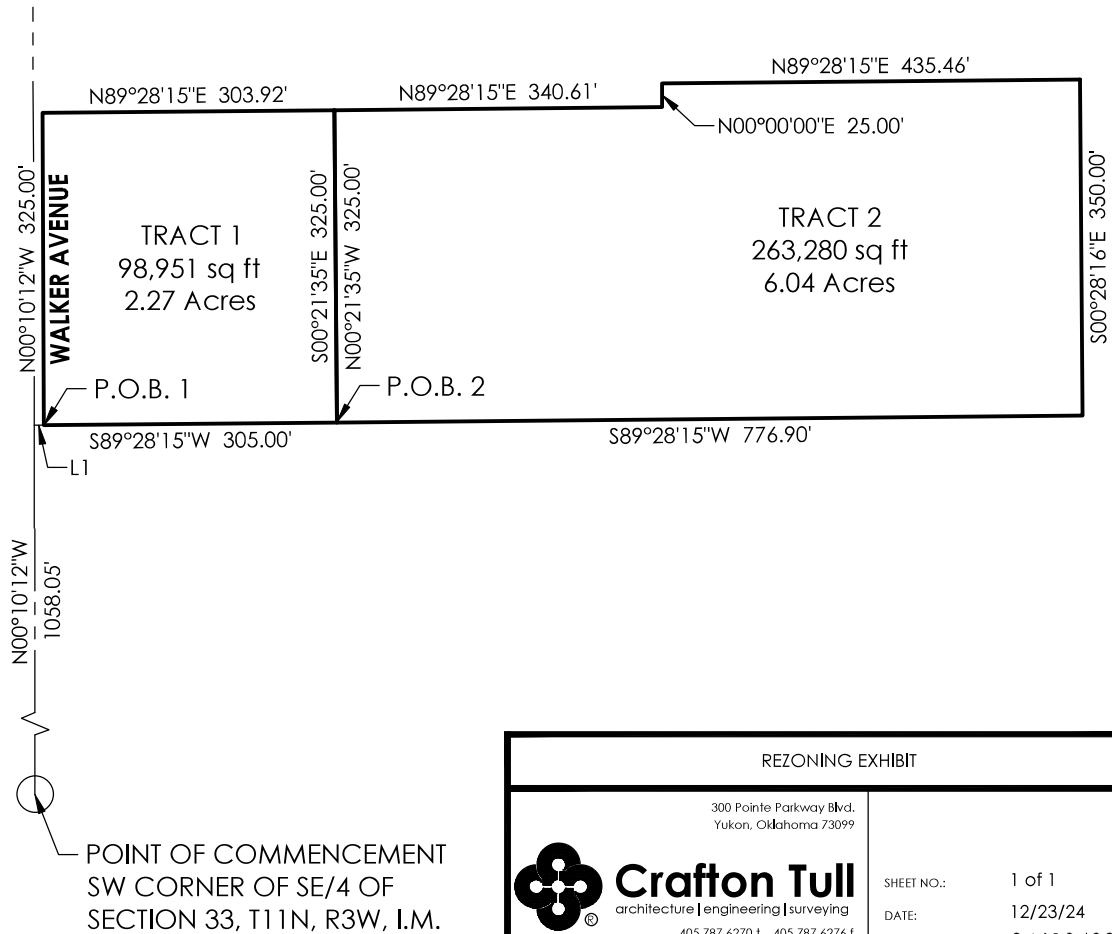 N89°28'15"E 435.46'
N89°28'15"E 303.92'
N89°28'15"E 340.61'
N00°00'00"E 25.00'
N00°10'12"W 325.00'
WALKER AVENUE
TRACT 1
98,951 sq ft
2.27 Acres
S00°21'35"E 325.00'
N00°21'35"W 325.00'
TRACT 2
263,280 sq ft
6.04 Acres
S00°28'16"E 350.00'
P.O.B. 1
P.O.B. 2
S89°28'15"W 305.00'
S89°28'15"W 776.90'
L1
N00°10'12"W
1058.05'
POINT OF COMMENCEMENT
SW CORNER OF SE/4 OF
SECTION 33, T11N, R3W, I.M.
REZONING EXHIBIT
300 Pointe Parkway Blvd.
Yukon, Oklahoma 73099
Crafton Tull
architecture | engineering | surveying
®
SHEET NO.: 1 of 1
DATE: 12/23/24
405.787.6270 t 405.787.6276 f